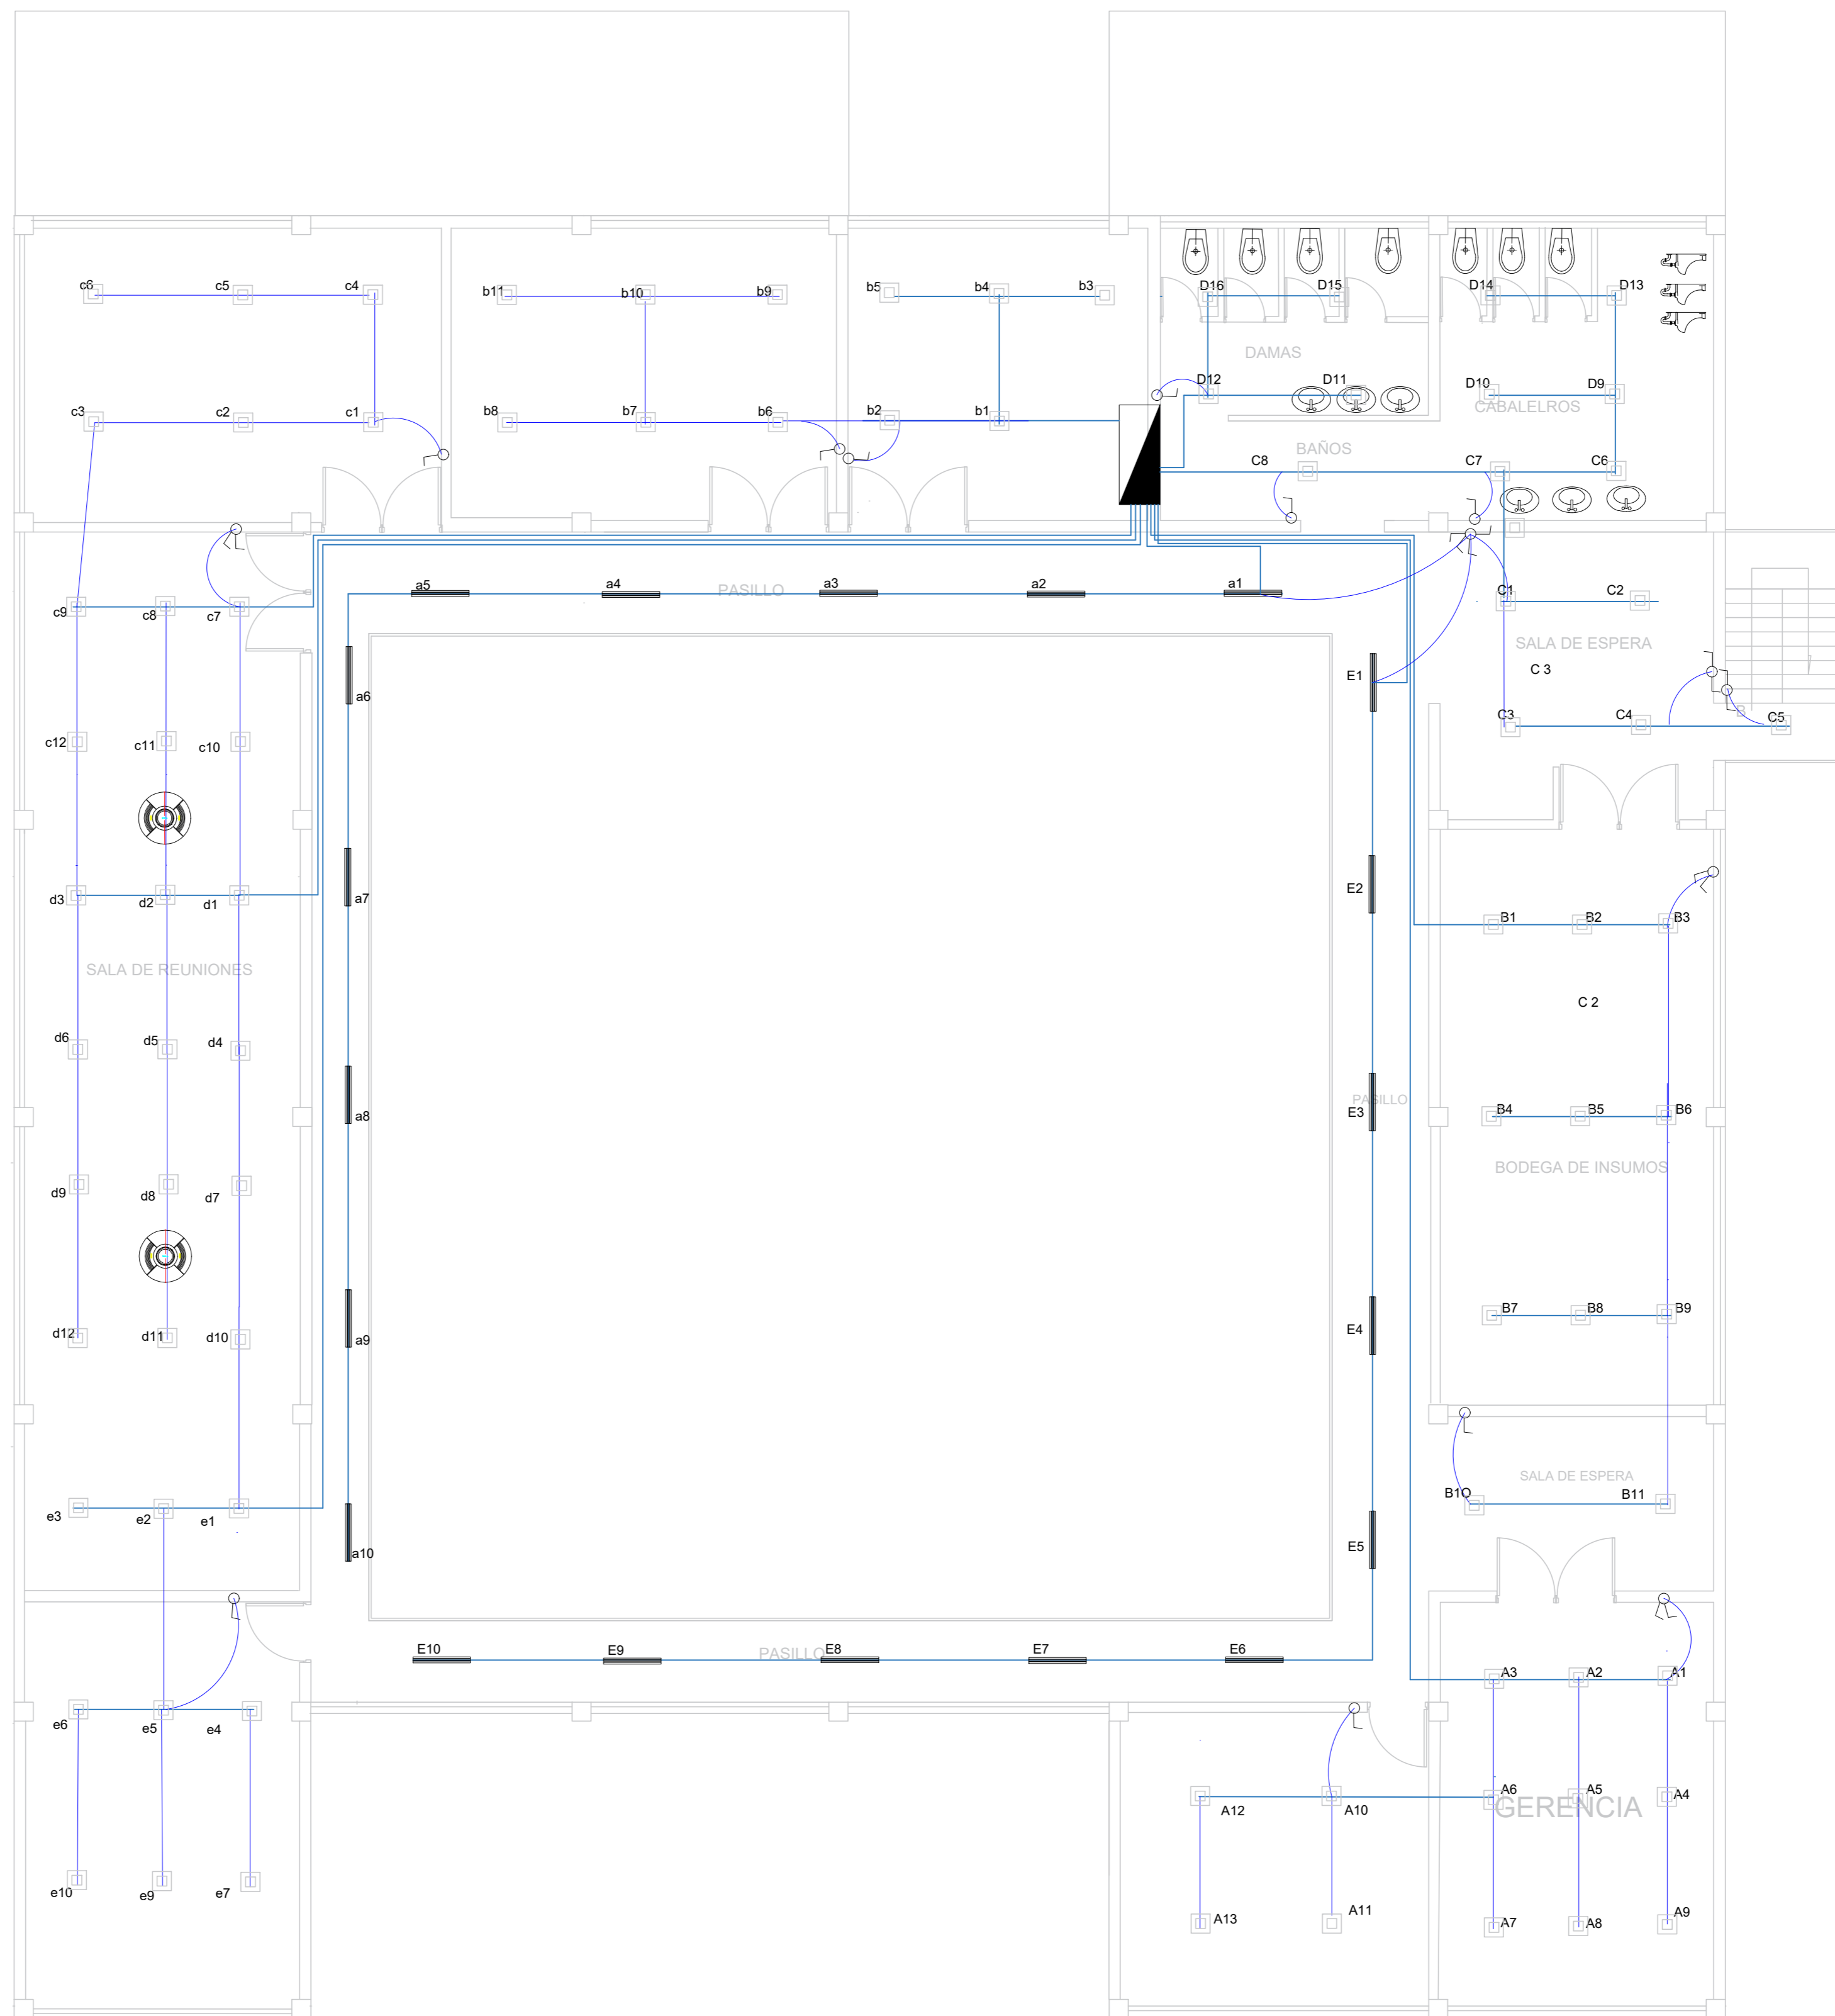 c6 c5 c4 b11 b10 b9 b5 b4 b3 D16 D15 D14 D13
DAMAS
c3 c2 c1 b8 b7 b6 b2 b1 D12 D11 D10 D9
CABALELROS
BAÑOS
C8 C7 C6
a5 a4 PASILLO a3 a2 a1
c9 c8 c7 C1 C2
SALA DE ESPERA
a6 E1 C 3
c12 c11 c10 C3 C4 B C5
d3 d2 d1 a7 E2
B1 B2 B3
SALA DE REUNIONES
C 2
d6 d5 d4
PASILLO
a8 E3 B4 B5 B6
BODEGA DE INSUMOS
d9 d8 d7
B7 B8 B9
d12 d11 d10 a9 E4
SALA DE ESPERA
B1O B11
e3 e2 e1
a10 E5
E10 E9 PASILLO E8 E7 E6
A3 A2 A1
e6 e5 e4
A6 A5 A4
A12 A10 GERENCIA
e10 e9 e7
A13 A11 A7 A8 A9